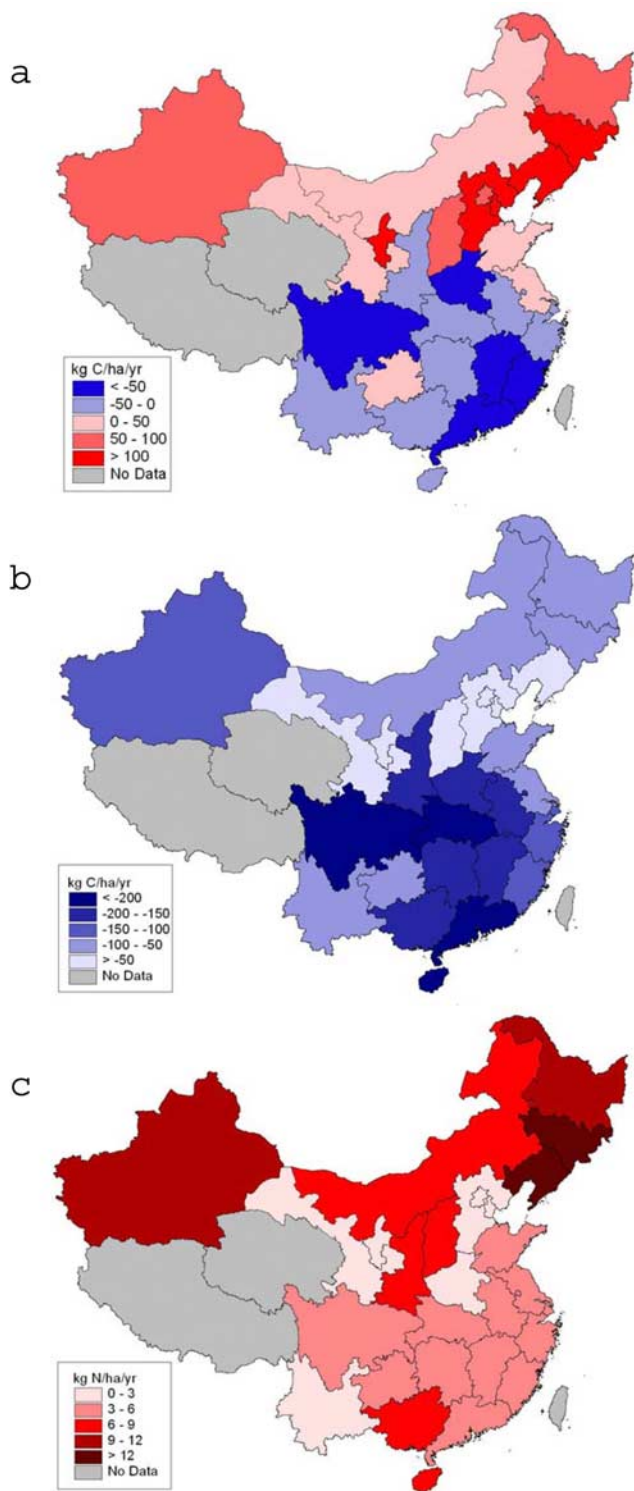 a
kg C/ha/yr
< -50
-50 - 0
0 - 50
50 - 100
> 100
No Data
b
kg C/ha/yr
< -200
-200 - -150
-150 - -100
-100 - -50
> -50
No Data
c
kg N/ha/yr
0 - 3
3 - 6
6 - 9
9 - 12
> 12
No Data